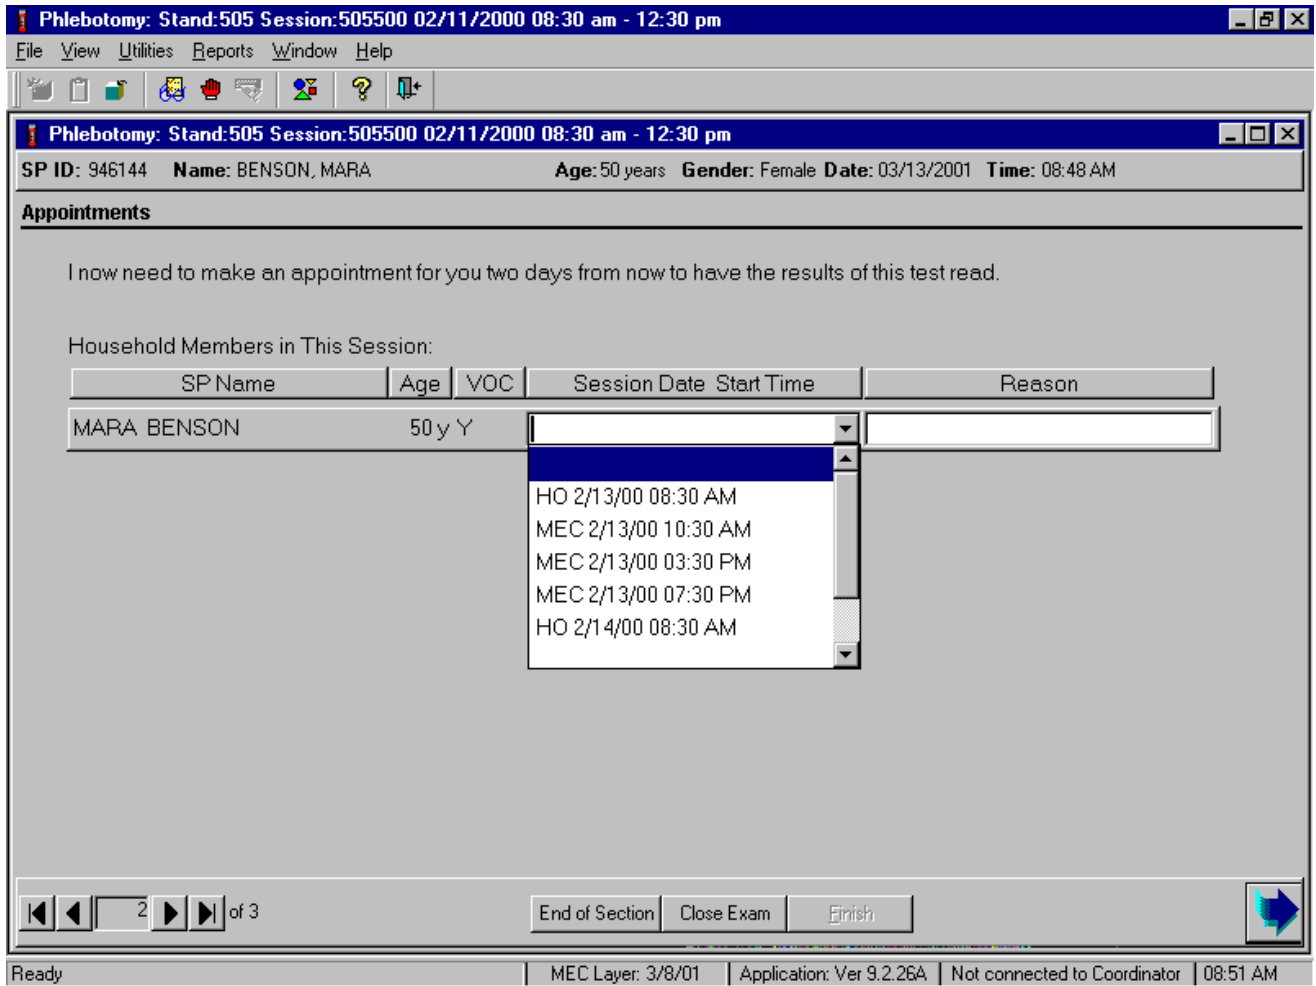 Phlebotomy: Stand:505 Session:505500 02/11/2000 08:30 am - 12:30 pm
File View Utilities Reports Window Help
Phlebotomy: Stand:505 Session:505500 02/11/2000 08:30 am - 12:30 pm
SP ID: 946144 Name: BENSON, MARA Age: 50 years Gender: Female Date: 03/13/2001 Time: 08:48 AM
Appointments
I now need to make an appointment for you two days from now to have the results of this test read.
Household Members in This Session:
SP Name Age VOC Session Date Start Time Reason
MARA BENSON 50 y Y
HO 2/13/00 08:30 AM
MEC 2/13/00 10:30 AM
MEC 2/13/00 03:30 PM
MEC 2/13/00 07:30 PM
HO 2/14/00 08:30 AM
2 of 3 End of Section Close Exam Finish
Ready MEC Layer: 3/8/01 Application: Ver 9.2.26A Not connected to Coordinator 08:51 AM